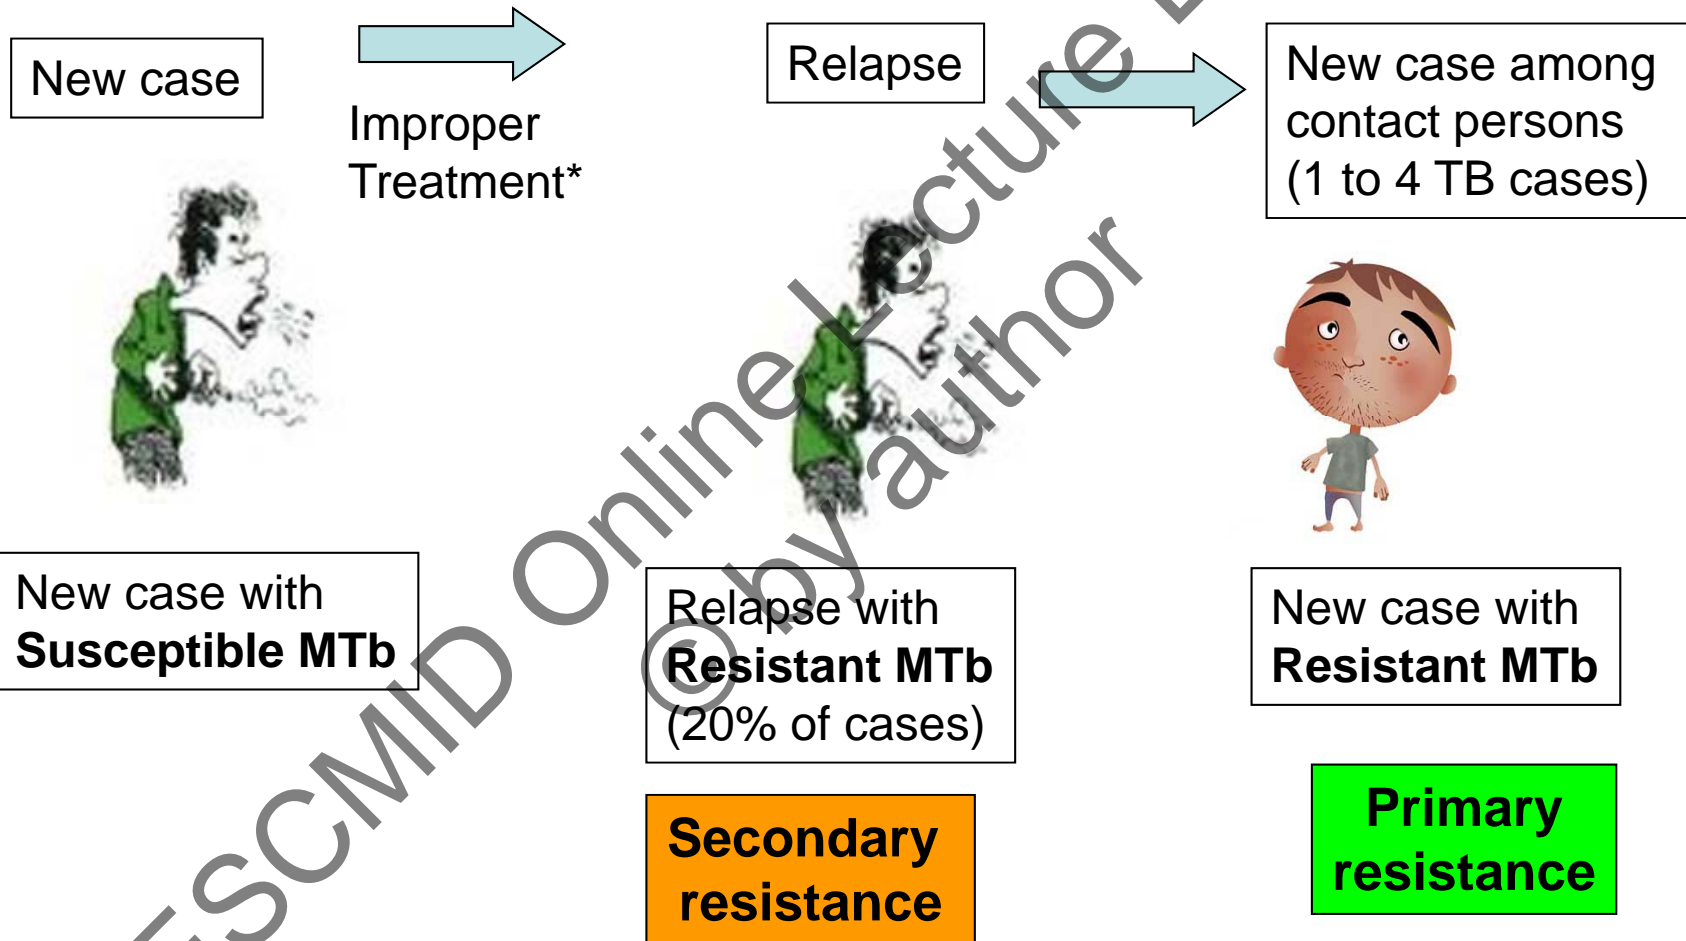 New case
Improper
Treatment*
Relapse
New case among
contact persons
(1 to 4 TB cases)
New case with
Susceptible MTb
Relapse with
Resistant MTb
(20% of cases)
New case with
Resistant MTb
Secondary
resistance
Primary
resistance
ESCMID Online Lecture
© by author